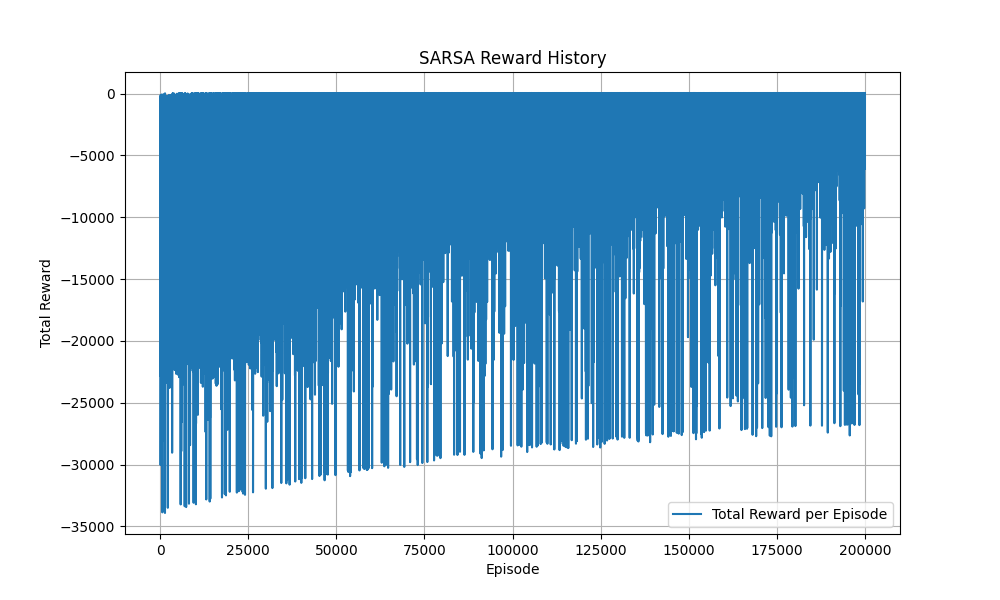 SARSA Reward History
Total Reward
0
−5000
−10000
−15000
−20000
−25000
−30000
−35000
0 25000 50000 75000 100000 125000 150000 175000 200000
Episode
Total Reward per Episode